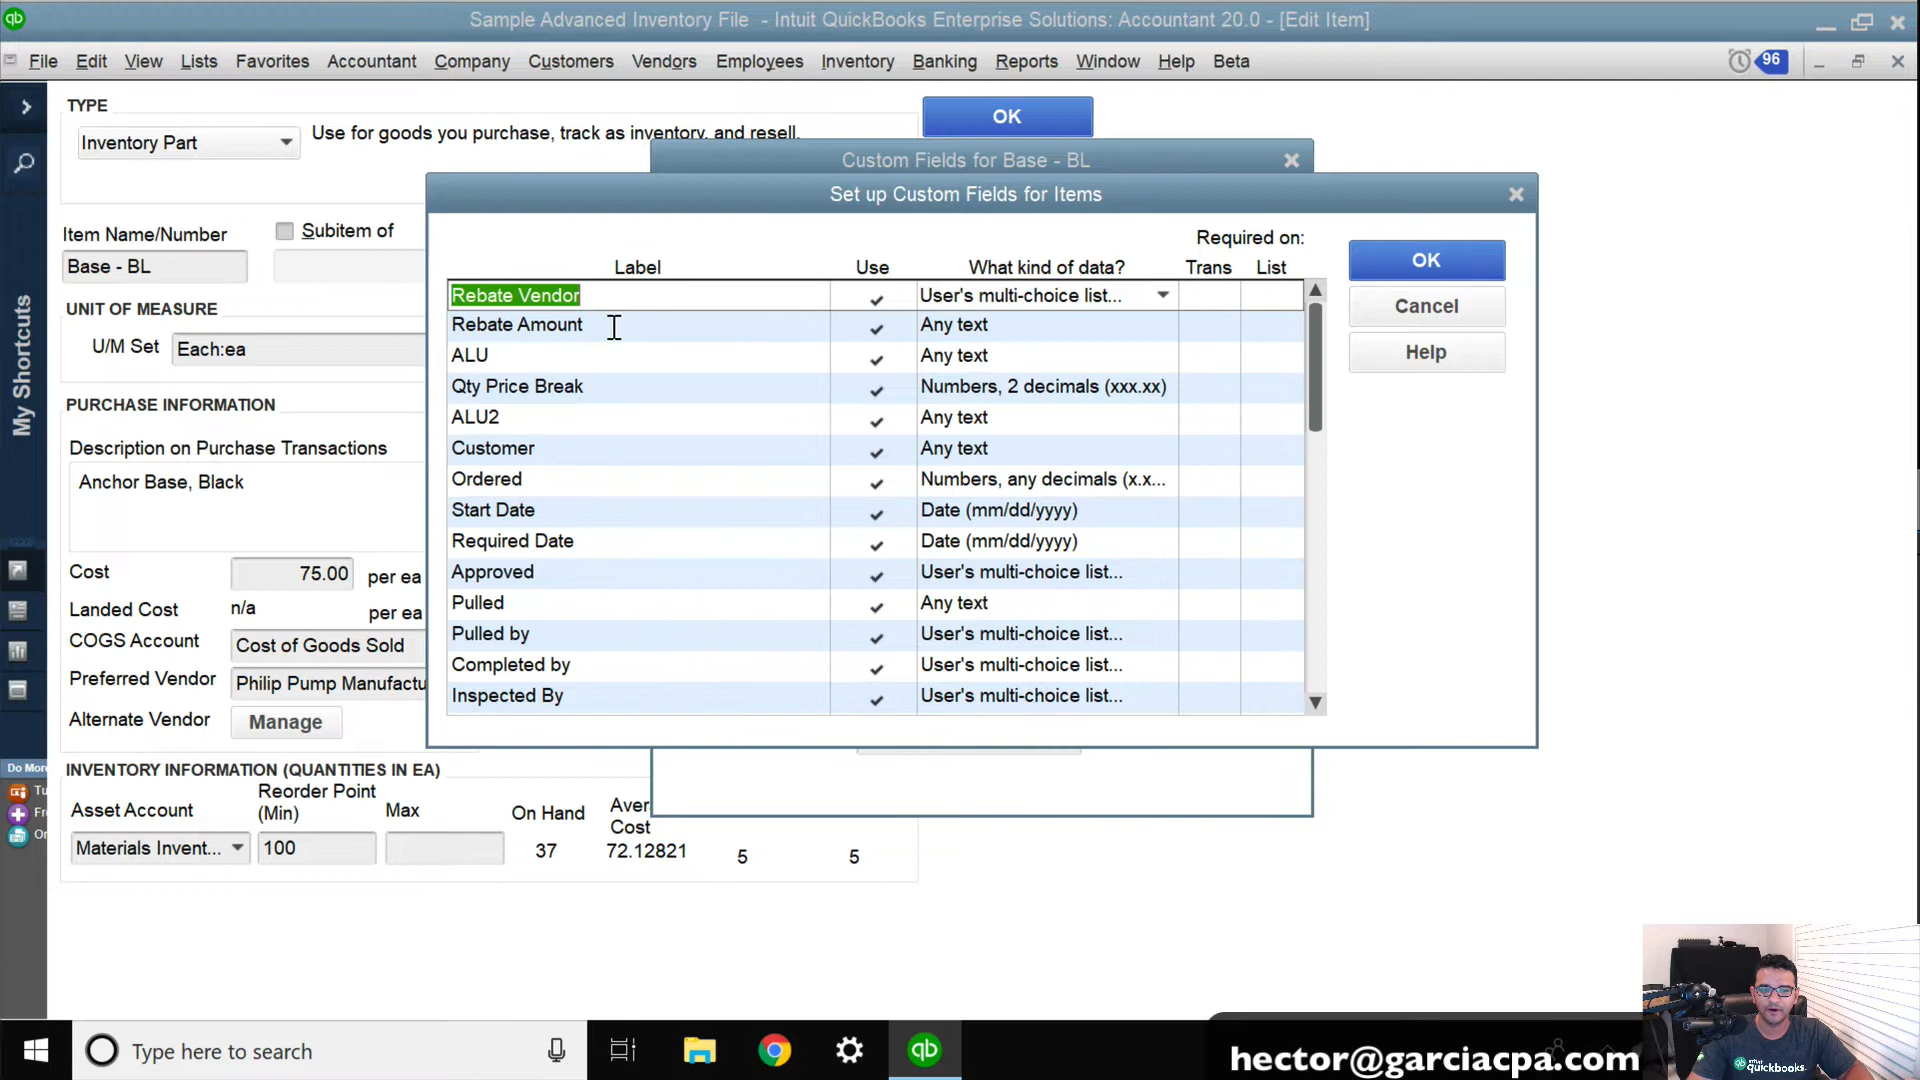 qb
Sample Advanced Inventory File - Intuit QuickBooks Enterprise Solutions: Accountant 20.0 - [Edit Item]
File Edit View Lists Favorites Accountant Company Customers Vendors Employees Inventory Banking Reports Window Help Beta
96
TYPE
Inventory Part
Use for goods you purchase, track as inventory, and resell.
OK
Custom Fields for Base - BL
Set up Custom Fields for Items
Item Name/Number
Subitem of
Base - BL
UNIT OF MEASURE
U/M Set
Each:ea
PURCHASE INFORMATION
Description on Purchase Transactions
Anchor Base, Black
Cost
75.00
per ea
Landed Cost
n/a
per ea
COGS Account
Cost of Goods Sold
Preferred Vendor
Philip Pump Manufactu
Alternate Vendor
Manage
Required on:
Label Use What kind of data? Trans List
Rebate Vendor User's multi-choice list...
Rebate Amount Any text
ALU Any text
Qty Price Break Numbers, 2 decimals (xxx.xx)
ALU2 Any text
Customer Any text
Ordered Numbers, any decimals (x.x...
Start Date Date (mm/dd/yyyy)
Required Date Date (mm/dd/yyyy)
Approved User's multi-choice list...
Pulled Any text
Pulled by User's multi-choice list...
Completed by User's multi-choice list...
Inspected By User's multi-choice list...
OK
Cancel
Help
My Shortcuts
Do More
Tu
Fr
Or
INVENTORY INFORMATION (QUANTITIES IN EA)
Asset Account
Reorder Point
(Min)
Max
On Hand
Aver
Cost
Materials Invent...
100
37
72.12821
5
5
Type here to search
qb
hector@garciacpa.com
intuit
quickbooks.